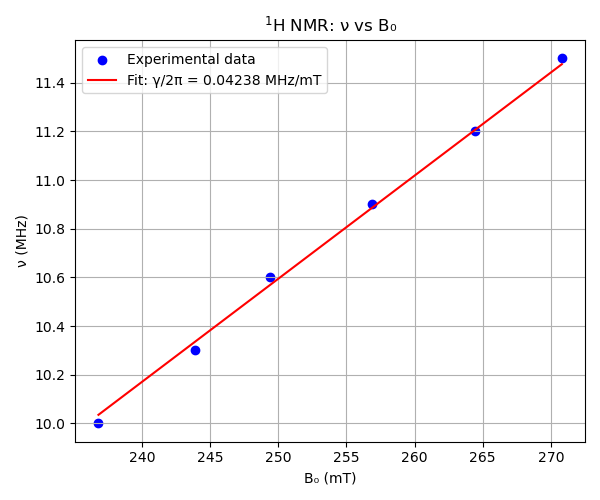 ¹H NMR: ν vs B₀
Experimental data
Fit: γ/2π = 0.04238 MHz/mT
ν (MHz)
11.4
11.2
11.0
10.8
10.6
10.4
10.2
10.0
240 245 250 255 260 265 270
B₀ (mT)